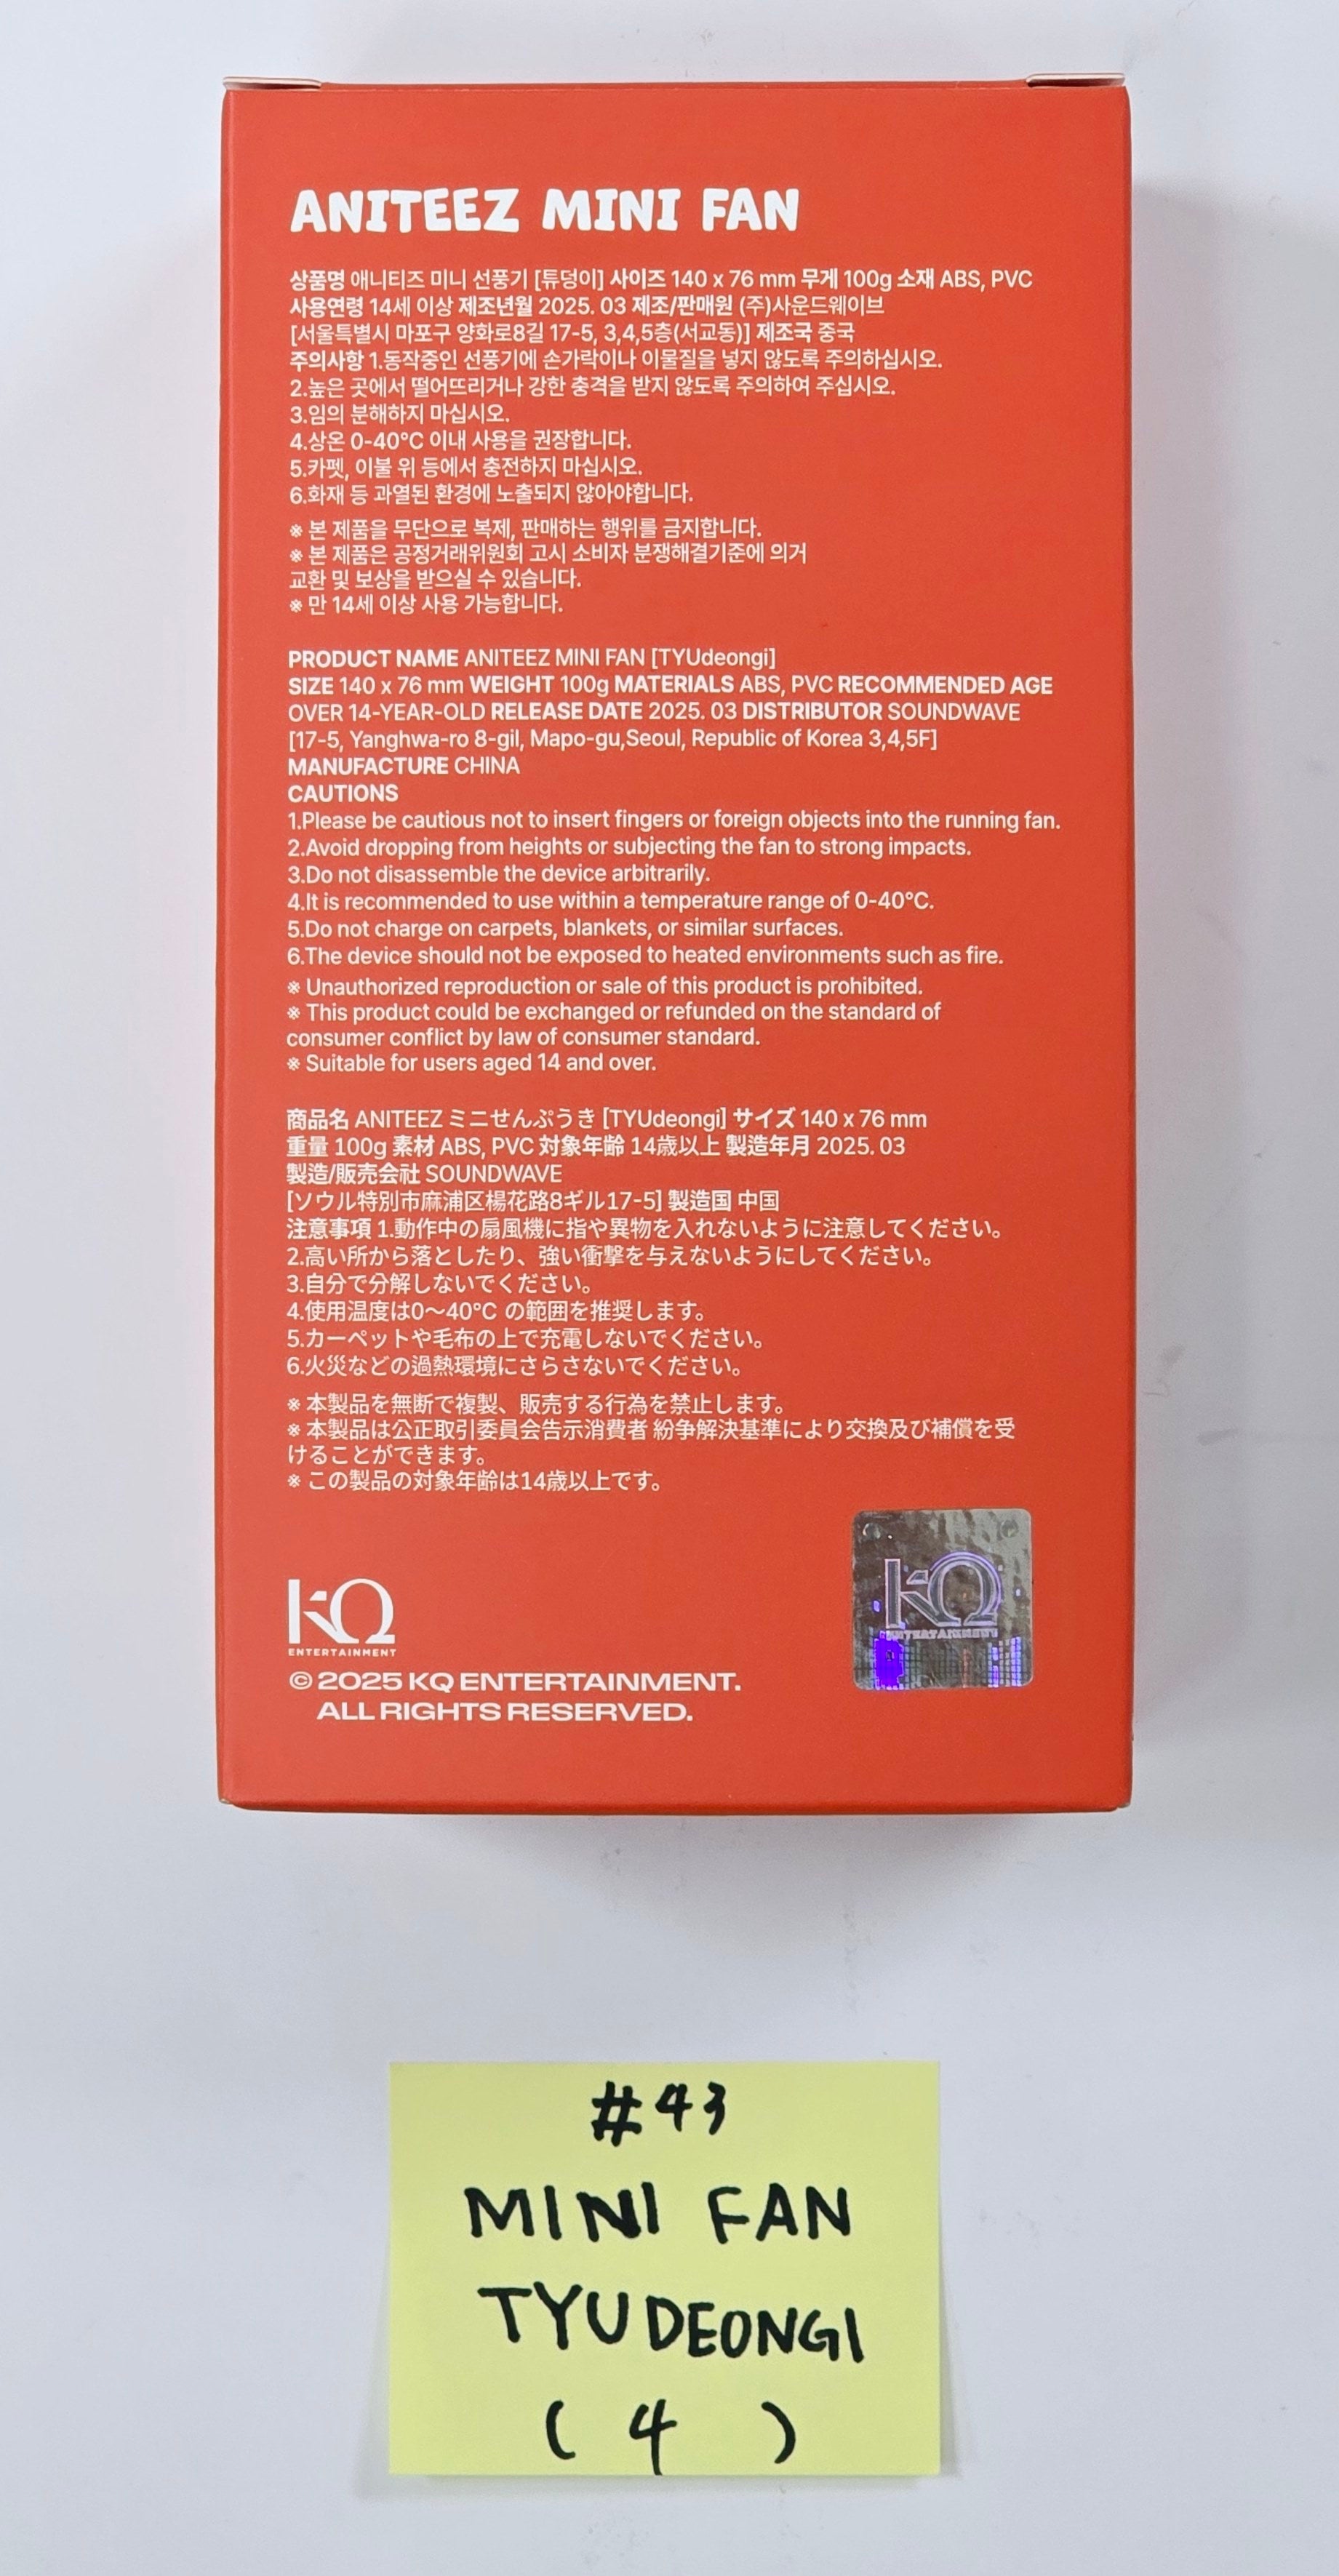 ANITEEZ MINI FAN
상품명 애니티즈 미니 선풍기 [튜덩이] 사이즈 140 x 76 mm 무게 100g 소재 ABS, PVC
사용연령 14세 이상 제조년월 2025. 03 제조/판매원 (주)사운드웨이브
[서울특별시 마포구 양화로8길 17-5, 3,4,5층(서교동)] 제조국 중국
주의사항 1.동작중인 선풍기에 손가락이나 이물질을 넣지 않도록 주의하십시오.
2.높은 곳에서 떨어뜨리거나 강한 충격을 받지 않도록 주의하여 주십시오.
3.임의 분해하지 마십시오.
4.상온 0-40°C 이내 사용을 권장합니다.
5.카펫, 이불 위 등에서 충전하지 마십시오.
6.화재 등 과열된 환경에 노출되지 않아야합니다.
※ 본 제품을 무단으로 복제, 판매하는 행위를 금지합니다.
※ 본 제품은 공정거래위원회 고시 소비자 분쟁해결기준에 의거
교환 및 보상을 받으실 수 있습니다.
※ 만 14세 이상 사용 가능합니다.
PRODUCT NAME ANITEEZ MINI FAN [TYUdeongi]
SIZE 140 x 76 mm WEIGHT 100g MATERIALS ABS, PVC RECOMMENDED AGE
OVER 14-YEAR-OLD RELEASE DATE 2025. 03 DISTRIBUTOR SOUNDWAVE
[17-5, Yanghwa-ro 8-gil, Mapo-gu,Seoul, Republic of Korea 3,4,5F]
MANUFACTURE CHINA
CAUTIONS
1.Please be cautious not to insert fingers or foreign objects into the running fan.
2.Avoid dropping from heights or subjecting the fan to strong impacts.
3.Do not disassemble the device arbitrarily.
4.It is recommended to use within a temperature range of 0-40°C.
5.Do not charge on carpets, blankets, or similar surfaces.
6.The device should not be exposed to heated environments such as fire.
※ Unauthorized reproduction or sale of this product is prohibited.
※ This product could be exchanged or refunded on the standard of
consumer conflict by law of consumer standard.
※ Suitable for users aged 14 and over.
商品名 ANITEEZ ミニせんぷうき [TYUdeongi] サイズ 140 x 76 mm
重量 100g 素材 ABS, PVC 対象年齢 14歳以上 製造年月 2025. 03
製造/販売会社 SOUNDWAVE
[ソウル特別市麻浦区楊花路8ギル17-5] 製造国 中国
注意事項 1.動作中の扇風機に指や異物を入れないように注意してください。
2.高い所から落としたり、強い衝撃を与えないようにしてください。
3.自分で分解しないでください。
4.使用温度は0〜40°C の範囲を推奨します。
5.カーペットや毛布の上で充電しないでください。
6.火災などの過熱環境にさらさないでください。
※ 本製品を無断で複製、販売する行為を禁止します。
※ 本製品は公正取引委員会告示消費者 紛争解決基準により交換及び補償を受
けることができます。
※ この製品の対象年齢は14歳以上です。
KQ
ENTERTAINMENT
KQ
ENTERTAINMENT
© 2025 KQ ENTERTAINMENT.
ALL RIGHTS RESERVED.
#43
MINI FAN
TYUDEONGI
( 4 )